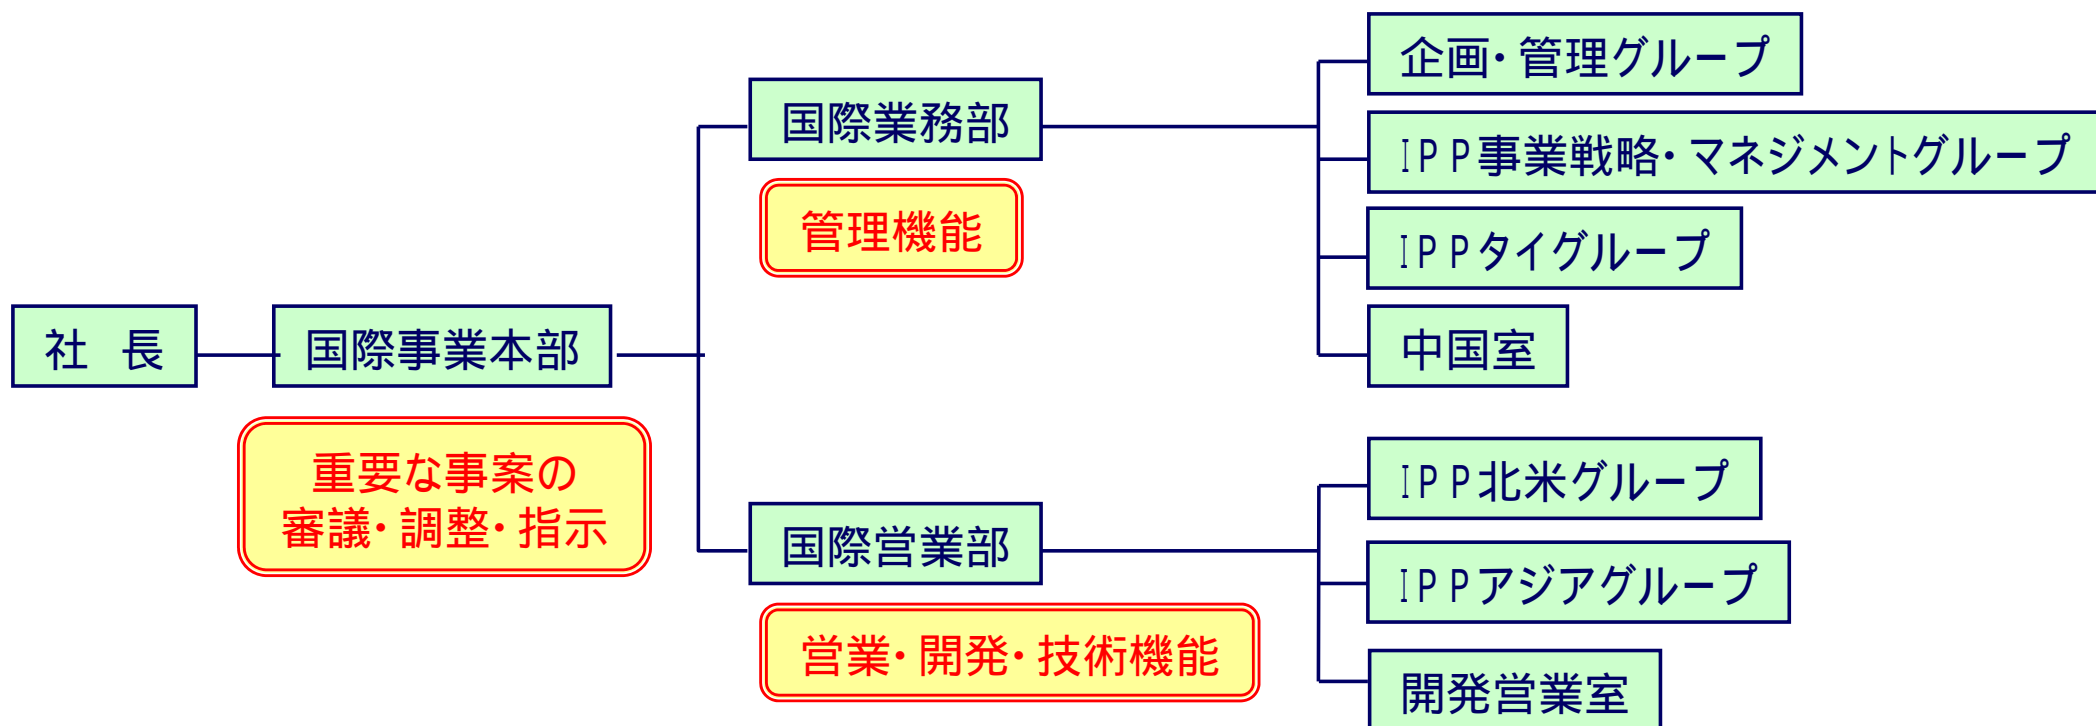 社　長
国際事業本部
重要な事案の
審議・調整・指示
国際業務部
管理機能
企画・管理グループ
ＩＰＰ事業戦略・マネジメントグループ
ＩＰＰタイグループ
中国室
国際営業部
営業・開発・技術機能
ＩＰＰ北米グループ
ＩＰＰアジアグループ
開発営業室